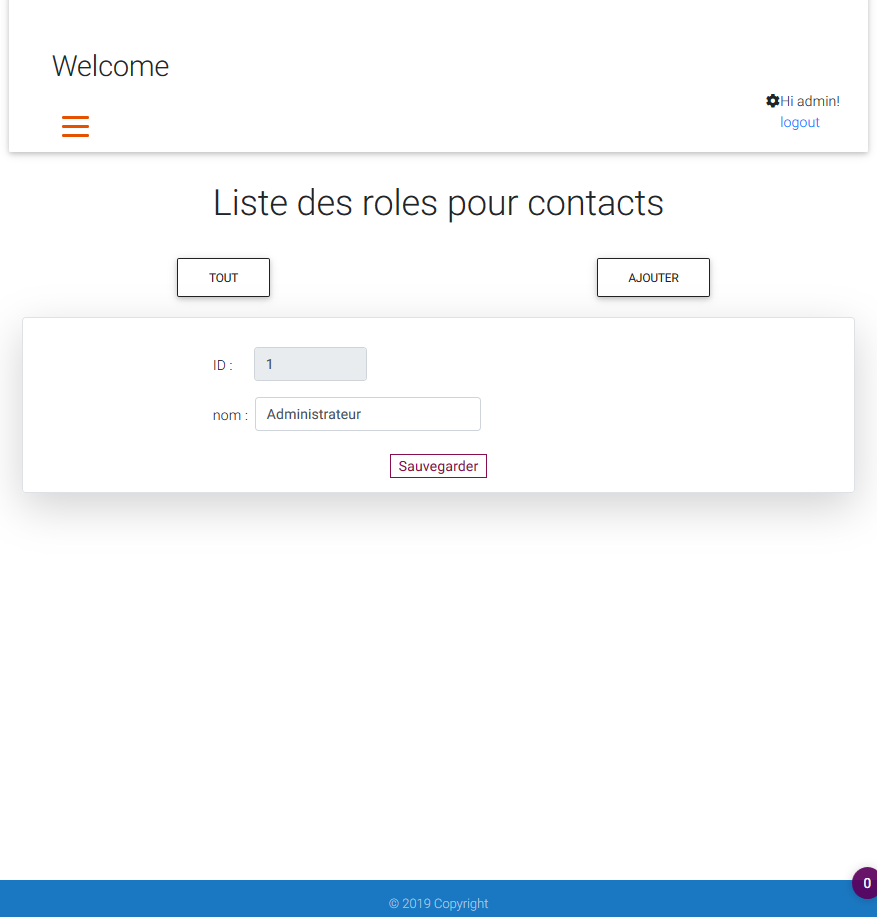 Welcome
Hi admin!
logout
Liste des roles pour contacts
TOUT
AJOUTER
ID : 1
nom : Administrateur
Sauvegarder
0
© 2019 Copyright